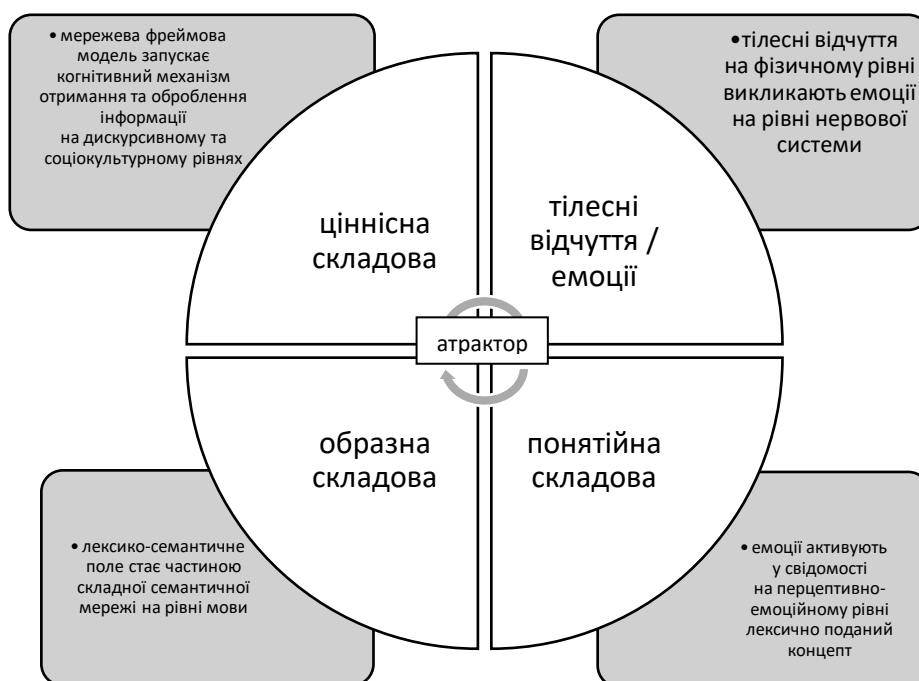 • мережева фреймова
модель запускає
когнітивний механізм
отримання та оброблення
інформації
на дискурсивному та
соціокультурному рівнях
•тілесні відчуття
на фізичному рівні
викликають емоції
на рівні нервової
системи
ціннісна
складова
тілесні
відчуття /
емоції
атрактор
образна
складова
понятійна
складова
• лексико-семантичне
поле стає частиною
складної семантичної
мережі на рівні мови
• емоції активують
у свідомості
на перцептивно-
емоційному рівні
лексично поданий
концепт